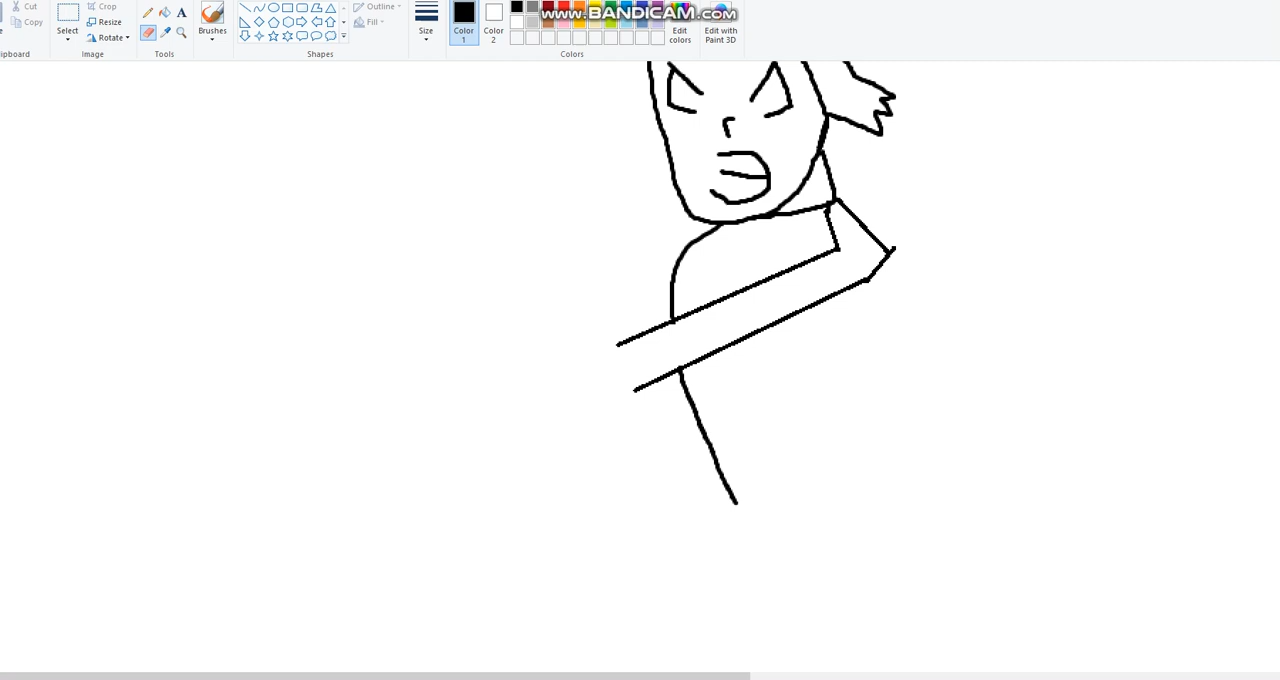 Cut
Crop
Outline
www.BANDICAM.com
Copy
Resize
Fill
Select
Rotate
A
Brushes
Size
Color
1
Color
2
Edit
colors
Edit with
Paint 3D
ipboard
Image
Tools
Shapes
Colors